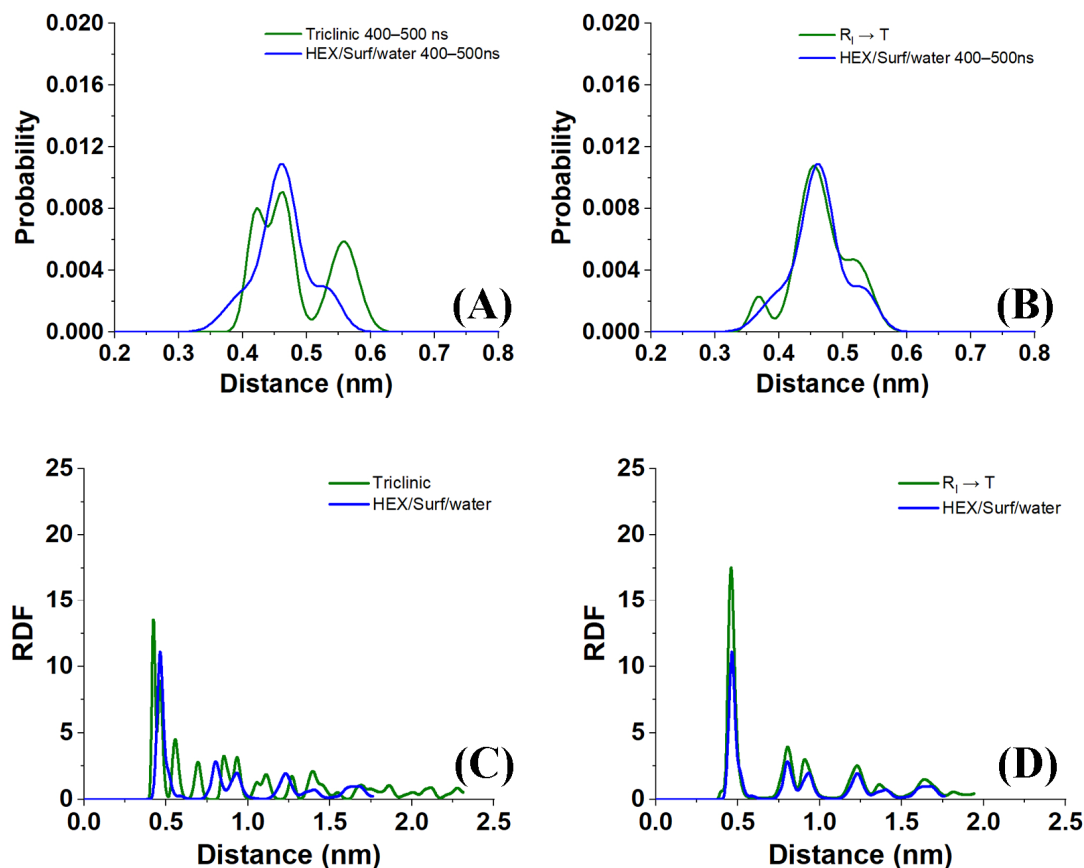 0.020
0.016
0.012
0.008
0.004
0.000
Probability
Triclinic 400–500 ns
HEX/Surf/water 400–500ns
(A)
0.2 0.3 0.4 0.5 0.6 0.7 0.8
Distance (nm)
0.020
0.016
0.012
0.008
0.004
0.000
Probability
R_I → T
HEX/Surf/water 400–500ns
(B)
0.2 0.3 0.4 0.5 0.6 0.7 0.8
Distance (nm)
25
20
15
10
5
0
RDF
Triclinic
HEX/Surf/water
(C)
0.0 0.5 1.0 1.5 2.0 2.5
Distance (nm)
25
20
15
10
5
0
RDF
R_I → T
HEX/Surf/water
(D)
0.0 0.5 1.0 1.5 2.0 2.5
Distance (nm)